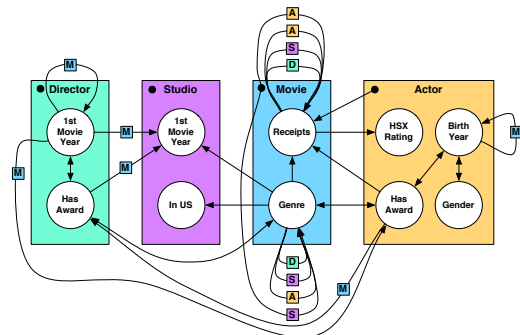 A
A
S
D
M
Director
Studio
Movie
Actor
1st
Movie
Year
M
1st
Movie
Year
Receipts
HSX
Rating
Birth
Year
M
M
M
Has
Award
In US
Genre
Has
Award
Gender
D
S
A
S
M